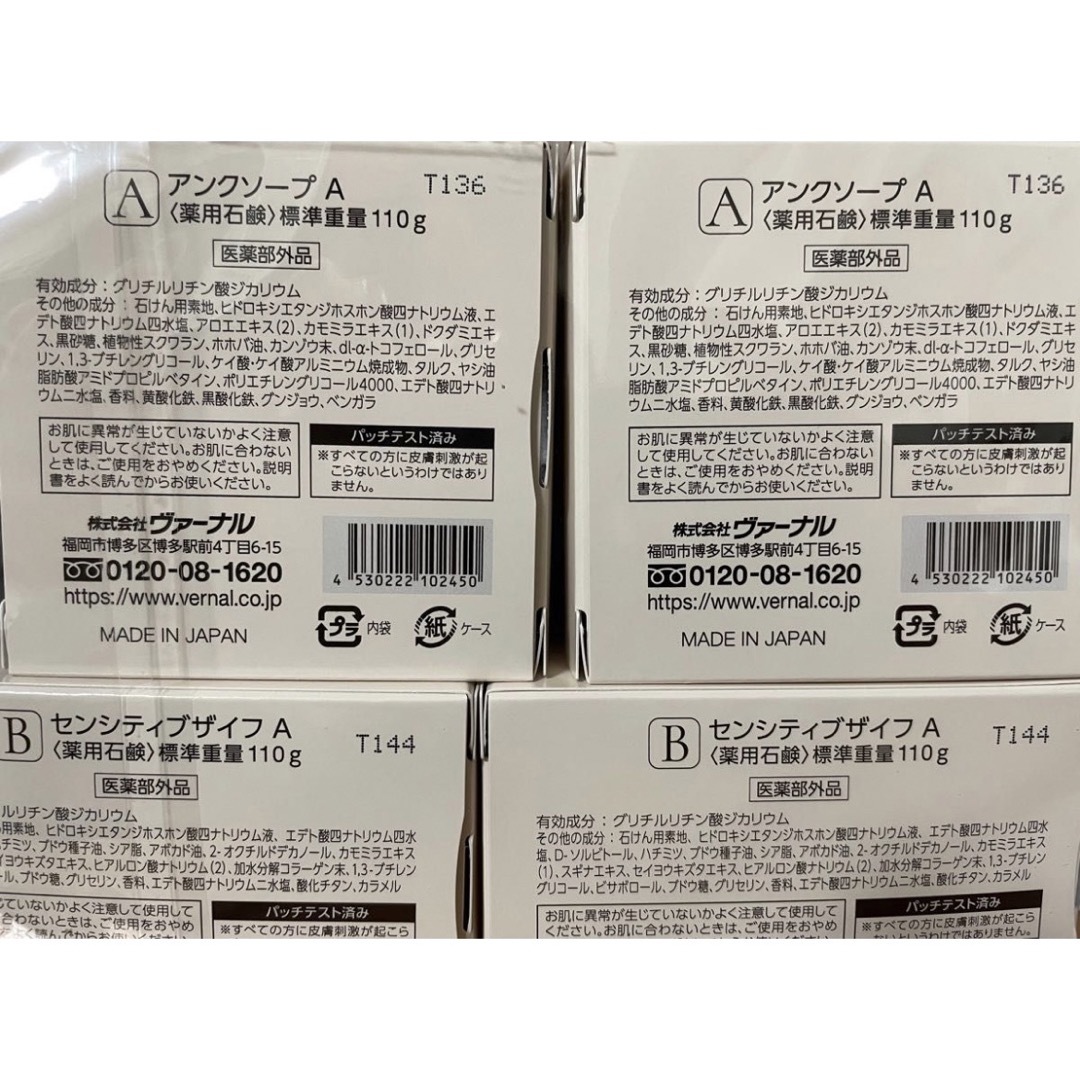 A
アンクソープ A
T136
〈薬用石鹸〉標準重量110g
医薬部外品
有効成分：グリチルリチン酸ジカリウム
その他の成分：石けん用素地、ヒドロキシエタンジホスホン酸四ナトリウム液、エ
デト酸四ナトリウム四水塩、アロエエキス(2)、カモミラエキス(1)、ドクダミエキ
ス、黒砂糖、植物性スクワラン、ホホバ油、カンゾウ末、dl-α-トコフェロール、グリセ
リン、1,3-ブチレングリコール、ケイ酸・ケイ酸アルミニウム焼成物、タルク、ヤシ油
脂肪酸アミドプロピルベタイン、ポリエチレングリコール4000、エデト酸四ナトリ
ウム二水塩、香料、黄酸化鉄、黒酸化鉄、グンジョウ、ベンガラ
お肌に異常が生じていないかよく注意
して使用してください。お肌に合わない
ときは、ご使用をおやめください。説明
書をよく読んでからお使いください。
パッチテスト済み
※すべての方に皮膚刺激が起
こらないというわけではあり
ません。
株式会社ヴァーナル
福岡市博多区博多駅前4丁目6-15
0120-08-1620
https://www.vernal.co.jp
MADE IN JAPAN
4 530222 102450
プラ 内袋
紙 ケース
A
アンクソープ A
T136
〈薬用石鹸〉標準重量110g
医薬部外品
有効成分：グリチルリチン酸ジカリウム
その他の成分：石けん用素地、ヒドロキシエタンジホスホン酸四ナトリウム液、エ
デト酸四ナトリウム四水塩、アロエエキス(2)、カモミラエキス(1)、ドクダミエキ
ス、黒砂糖、植物性スクワラン、ホホバ油、カンゾウ末、dl-α-トコフェロール、グリセ
リン、1,3-ブチレングリコール、ケイ酸・ケイ酸アルミニウム焼成物、タルク、ヤシ油
脂肪酸アミドプロピルベタイン、ポリエチレングリコール4000、エデト酸四ナトリ
ウム二水塩、香料、黄酸化鉄、黒酸化鉄、グンジョウ、ベンガラ
お肌に異常が生じていないかよく注意
して使用してください。お肌に合わない
ときは、ご使用をおやめください。説明
書をよく読んでからお使いください。
パッチテスト済み
※すべての方に皮膚刺激が起
こらないというわけではあり
ません。
株式会社ヴァーナル
福岡市博多区博多駅前4丁目6-15
0120-08-1620
https://www.vernal.co.jp
MADE IN JAPAN
4 530222 102450
プラ 内袋
紙 ケース
B
センシティブザイフ A
T144
〈薬用石鹸〉標準重量110g
医薬部外品
ルリチン酸ジカリウム
用素地、ヒドロキシエタンジホスホン酸四ナトリウム液、エデト酸四ナトリウム四水
ハチミツ、ブドウ種子油、シア脂、アボカド油、2-オクチルドデカノール、カモミラエキス
イヨウキズタエキス、ヒアルロン酸ナトリウム(2)、加水分解コラーゲン末、1,3-ブチレン
ール、ブドウ糖、グリセリン、香料、エデト酸四ナトリウム二水塩、酸化チタン、カラメル
じていないかよく注意して使用して
合わないときは、ご使用をおやめ
をよく読んでからお使いください
パッチテスト済み
※すべての方に皮膚刺激が起こら
B
センシティブザイフ A
T144
〈薬用石鹸〉標準重量110g
医薬部外品
有効成分：グリチルリチン酸ジカリウム
その他の成分：石けん用素地、ヒドロキシエタンジホスホン酸四ナトリウム液、エデト酸四ナトリウム四水
塩、D-ソルビトール、ハチミツ、ブドウ種子油、シア脂、アボカド油、2-オクチルドデカノール、カモミラエキス
(1)、スギナエキス、セイヨウキズタエキス、ヒアルロン酸ナトリウム(2)、加水分解コラーゲン末、1,3-ブチレン
グリコール、ビサボロール、ブドウ糖、グリセリン、香料、エデト酸四ナトリウム二水塩、酸化チタン、カラメル
お肌に異常が生じていないかよく注意して使用して
ください。お肌に合わないときは、ご使用をおやめ
パッチテスト済み
※すべての方に皮膚刺激が起こら
ないというわけではありません。